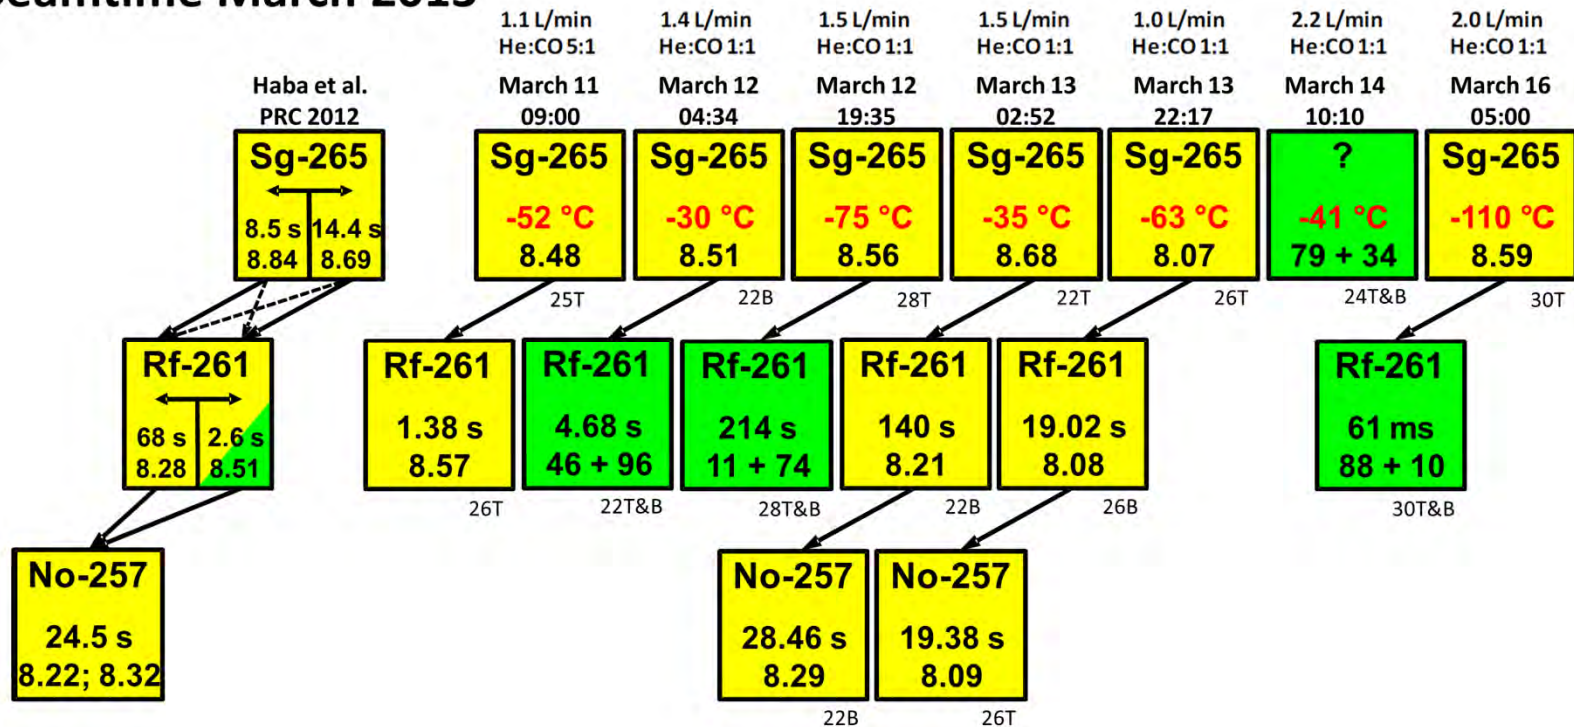 March 2013
1.1 L/min
He:CO 5:1
March 11
09:00
1.4 L/min
He:CO 1:1
March 12
04:34
1.5 L/min
He:CO 1:1
March 12
19:35
1.5 L/min
He:CO 1:1
March 13
02:52
1.0 L/min
He:CO 1:1
March 13
22:17
2.2 L/min
He:CO 1:1
March 14
10:10
2.0 L/min
He:CO 1:1
March 16
05:00
Haba et al.
PRC 2012
Sg-265
8.5 s 14.4 s
8.84 8.69
Sg-265
-52 °C
8.48
25T
Sg-265
-30 °C
8.51
22B
Sg-265
-75 °C
8.56
28T
Sg-265
-35 °C
8.68
22T
Sg-265
-63 °C
8.07
26T
?
-41 °C
79 + 34
24T&B
Sg-265
-110 °C
8.59
30T
Rf-261
68 s 2.6 s
8.28 8.51
Rf-261
1.38 s
8.57
26T
Rf-261
4.68 s
46 + 96
22T&B
Rf-261
214 s
11 + 74
28T&B
Rf-261
140 s
8.21
22B
Rf-261
19.02 s
8.08
26B
Rf-261
61 ms
88 + 10
30T&B
No-257
24.5 s
8.22; 8.32
No-257
28.46 s
8.29
22B
No-257
19.38 s
8.09
26T